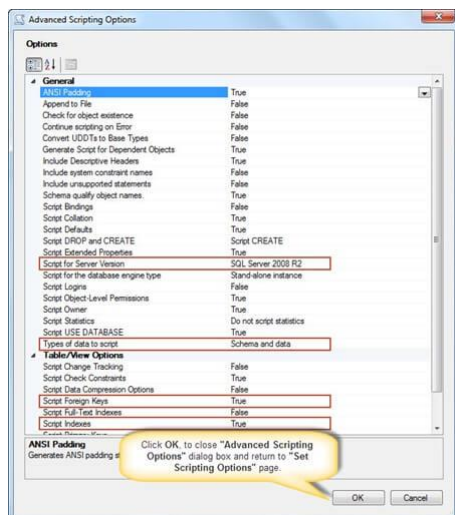 Advanced Scripting Options
Options
General
ANSI Padding True
Append to File False
Check for object existence False
Continue scripting on Error False
Convert UDDTs to Base Types False
Generate Script for Dependent Objects True
Include Descriptive Headers True
Include system constraint names False
Include unsupported statements False
Schema qualify object names. True
Script Bindings False
Script Collation True
Script Defaults True
Script DROP and CREATE Script CREATE
Script Extended Properties True
Script for Server Version SQL Server 2008 R2
Script for the database engine type Stand-alone instance
Script Logins False
Script Object-Level Permissions True
Script Owner True
Script Statistics Do not script statistics
Script USE DATABASE True
Types of data to script Schema and data
Table/View Options
Script Change Tracking False
Script Check Constraints True
Script Data Compression Options False
Script Foreign Keys True
Script Full-Text Indexes False
Script Indexes True
ANSI Padding
Generates ANSI padding
Click OK, to close "Advanced Scripting
Options" dialog box and return to "Set
Scripting Options" page.
OK Cancel